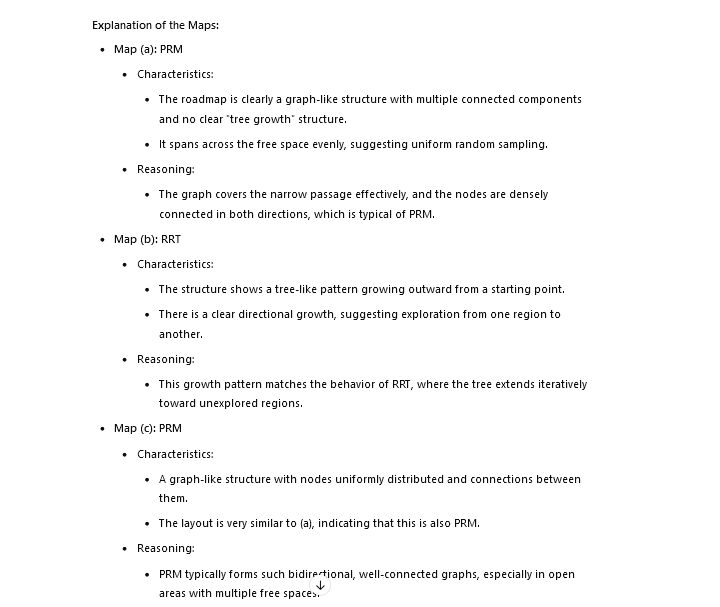 Explanation of the Maps:
• Map (a): PRM
• Characteristics:
• The roadmap is clearly a graph-like structure with multiple connected components
and no clear "tree growth" structure.
• It spans across the free space evenly, suggesting uniform random sampling.
• Reasoning:
• The graph covers the narrow passage effectively, and the nodes are densely
connected in both directions, which is typical of PRM.
• Map (b): RRT
• Characteristics:
• The structure shows a tree-like pattern growing outward from a starting point.
• There is a clear directional growth, suggesting exploration from one region to
another.
• Reasoning:
• This growth pattern matches the behavior of RRT, where the tree extends iteratively
toward unexplored regions.
• Map (c): PRM
• Characteristics:
• A graph-like structure with nodes uniformly distributed and connections between
them.
• The layout is very similar to (a), indicating that this is also PRM.
• Reasoning:
• PRM typically forms such bidirectional, well-connected graphs, especially in open
areas with multiple free spaces.